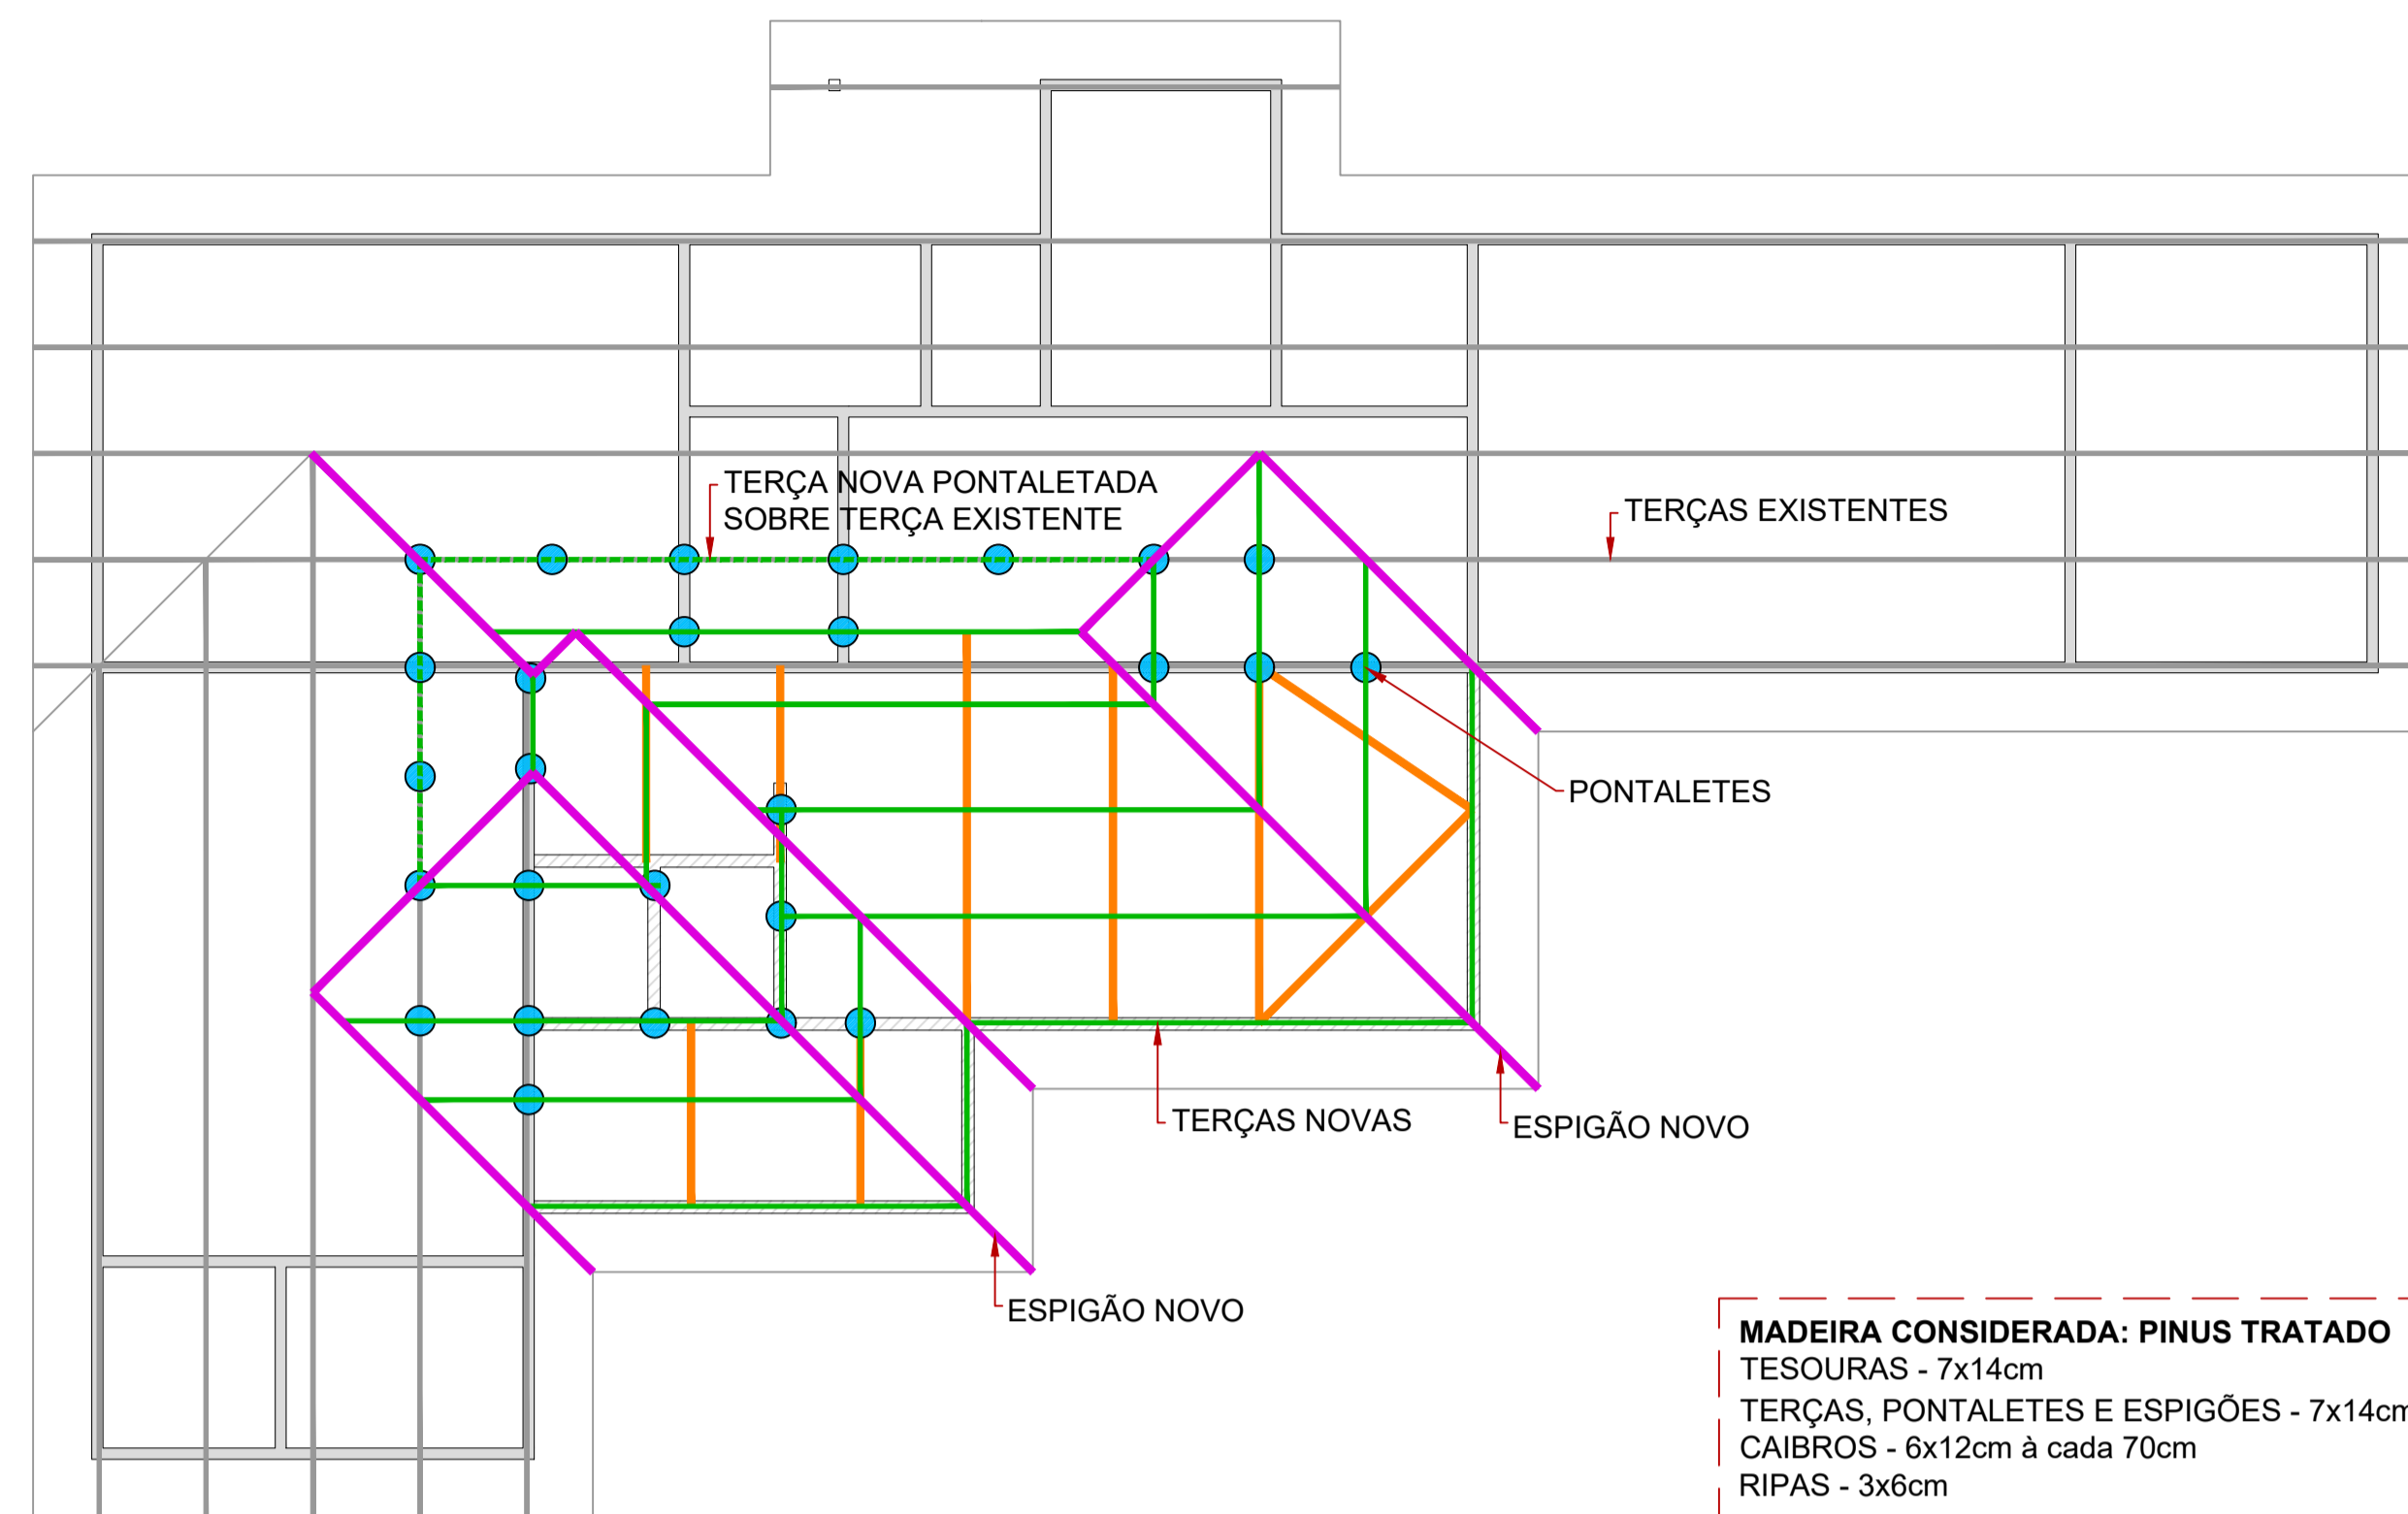 TERÇA NOVA PONTALETADA
SOBRE TERÇA EXISTENTE
TERÇAS EXISTENTES
PONTALETES
TERÇAS NOVAS
ESPIGÃO NOVO
ESPIGÃO NOVO
MADEIRA CONSIDERADA: PINUS TRATADO
TESOURAS - 7x14cm
TERÇAS, PONTALETES E ESPIGÕES - 7x14cm
CAIBROS - 6x12cm à cada 70cm
RIPAS - 3x6cm